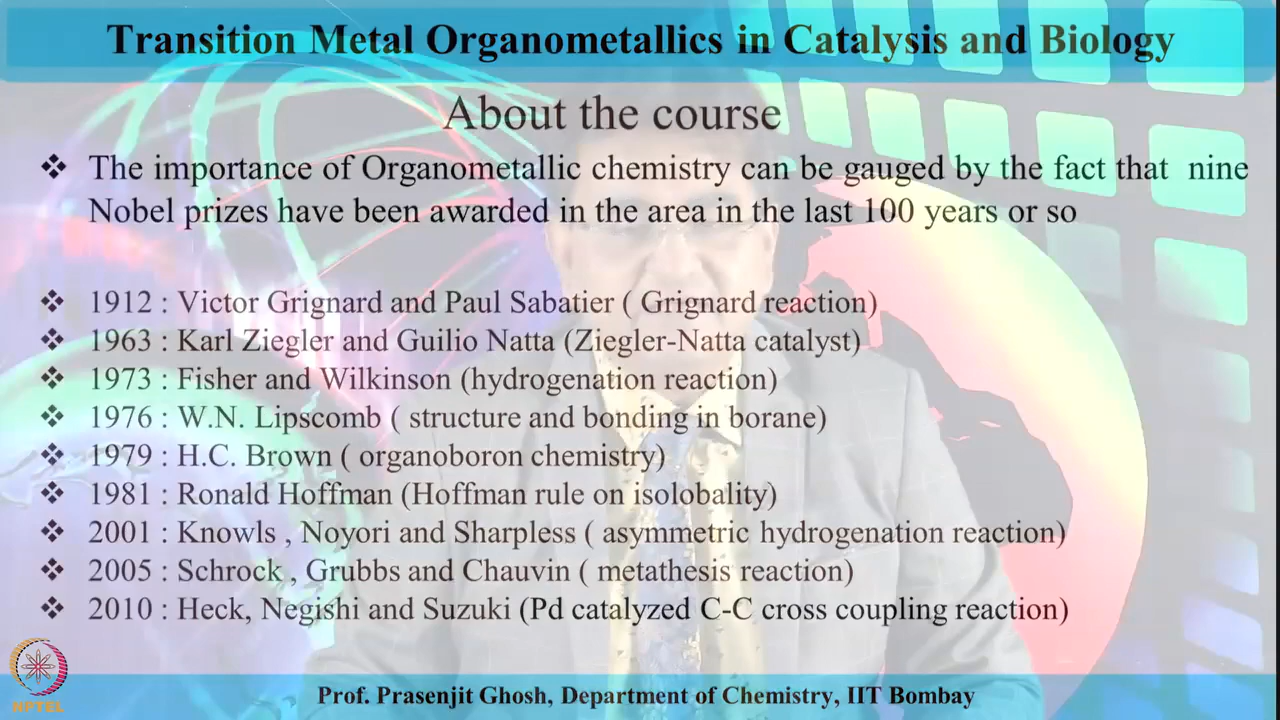 Transition Metal Organometallics in Catalysis and Biology
About the course
❖ The importance of Organometallic chemistry can be gauged by the fact that nine
Nobel prizes have been awarded in the area in the last 100 years or so
❖ 1912 : Victor Grignard and Paul Sabatier ( Grignard reaction)
❖ 1963 : Karl Ziegler and Guilio Natta (Ziegler-Natta catalyst)
❖ 1973 : Fisher and Wilkinson (hydrogenation reaction)
❖ 1976 : W.N. Lipscomb ( structure and bonding in borane)
❖ 1979 : H.C. Brown ( organoboron chemistry)
❖ 1981 : Ronald Hoffman (Hoffman rule on isolobality)
❖ 2001 : Knowls , Noyori and Sharpless ( asymmetric hydrogenation reaction)
❖ 2005 : Schrock , Grubbs and Chauvin ( metathesis reaction)
❖ 2010 : Heck, Negishi and Suzuki (Pd catalyzed C-C cross coupling reaction)
NPTEL
Prof. Prasenjit Ghosh, Department of Chemistry, IIT Bombay